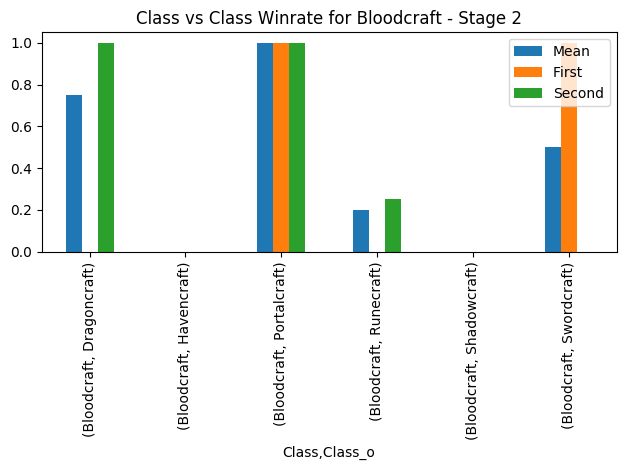 Class vs Class Winrate for Bloodcraft - Stage 2
1.0
0.8
0.6
0.4
0.2
0.0
Mean
First
Second
(Bloodcraft, Dragoncraft)
(Bloodcraft, Havencraft)
(Bloodcraft, Portalcraft)
(Bloodcraft, Runecraft)
(Bloodcraft, Shadowcraft)
(Bloodcraft, Swordcraft)
Class,Class_o